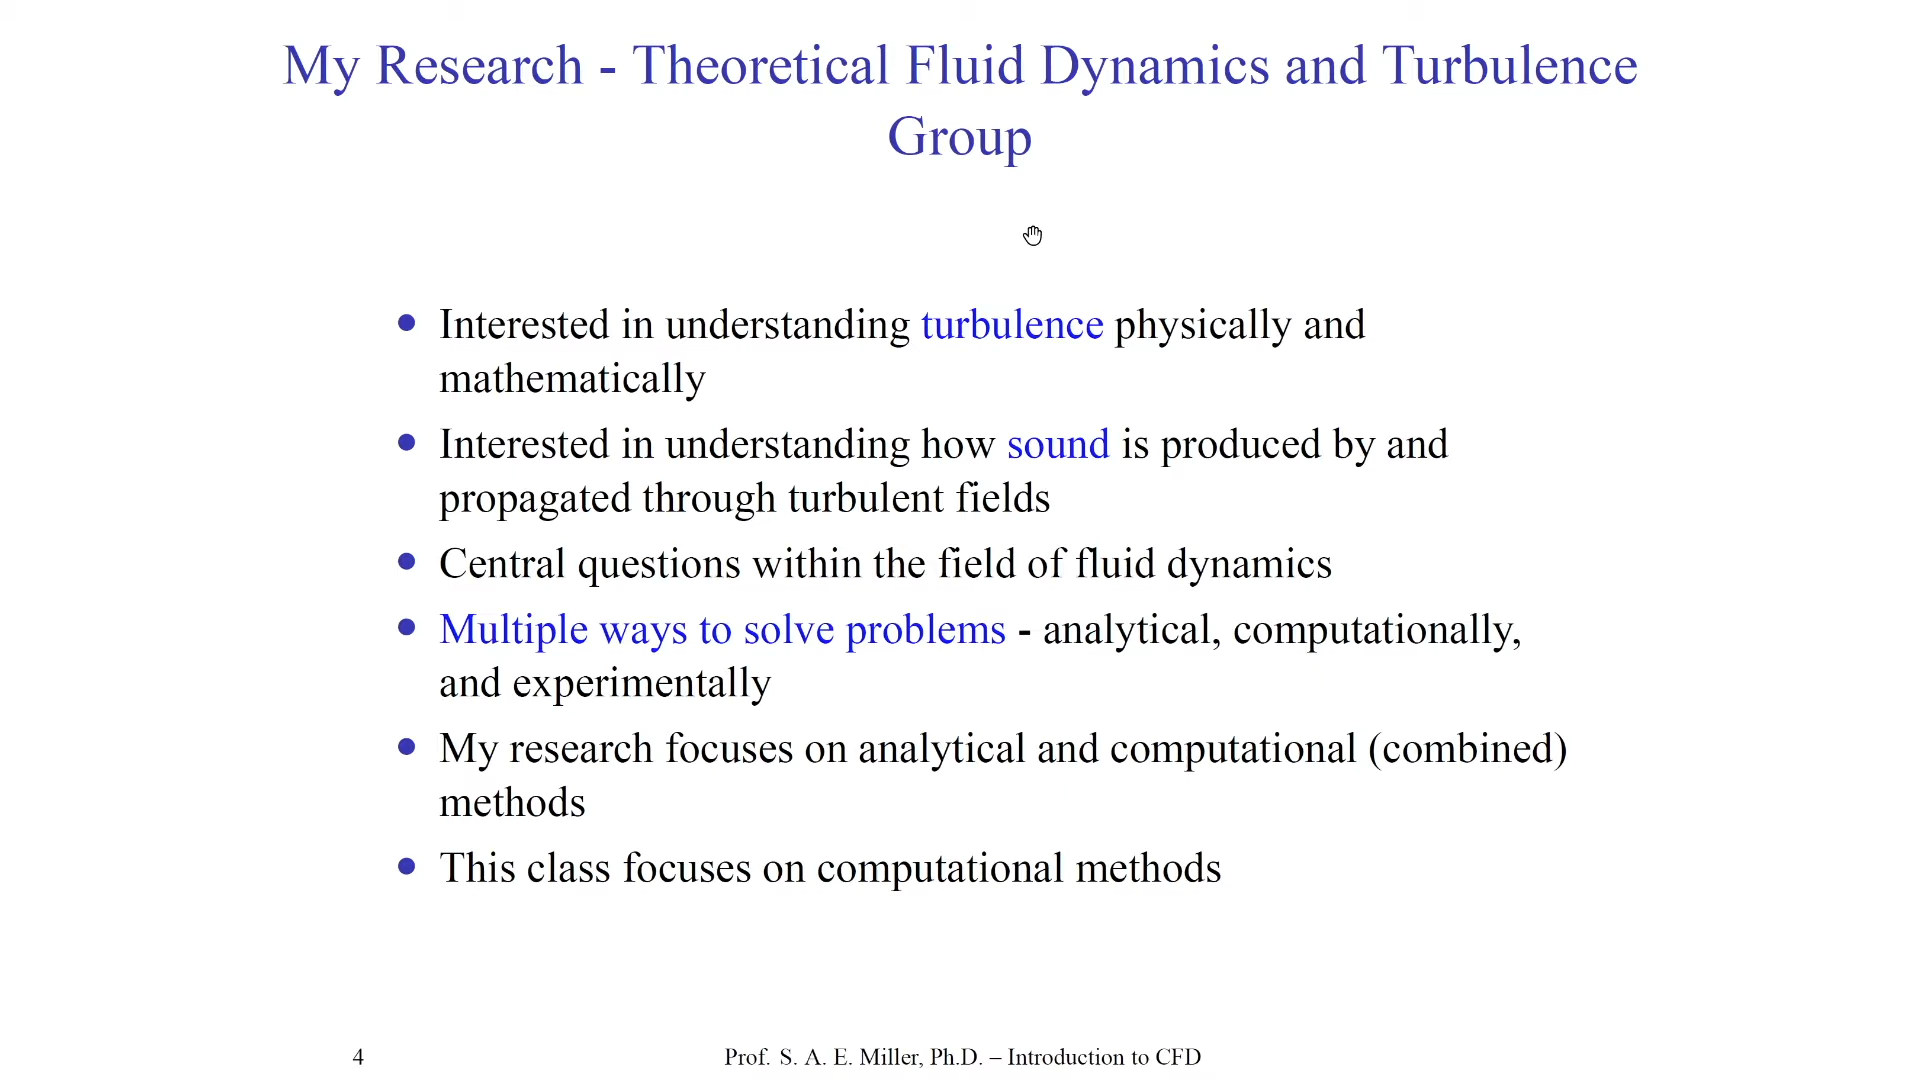 My Research - Theoretical Fluid Dynamics and Turbulence
Group
• Interested in understanding turbulence physically and
mathematically
• Interested in understanding how sound is produced by and
propagated through turbulent fields
• Central questions within the field of fluid dynamics
• Multiple ways to solve problems - analytical, computationally,
and experimentally
• My research focuses on analytical and computational (combined)
methods
• This class focuses on computational methods
4
Prof. S. A. E. Miller, Ph.D. – Introduction to CFD